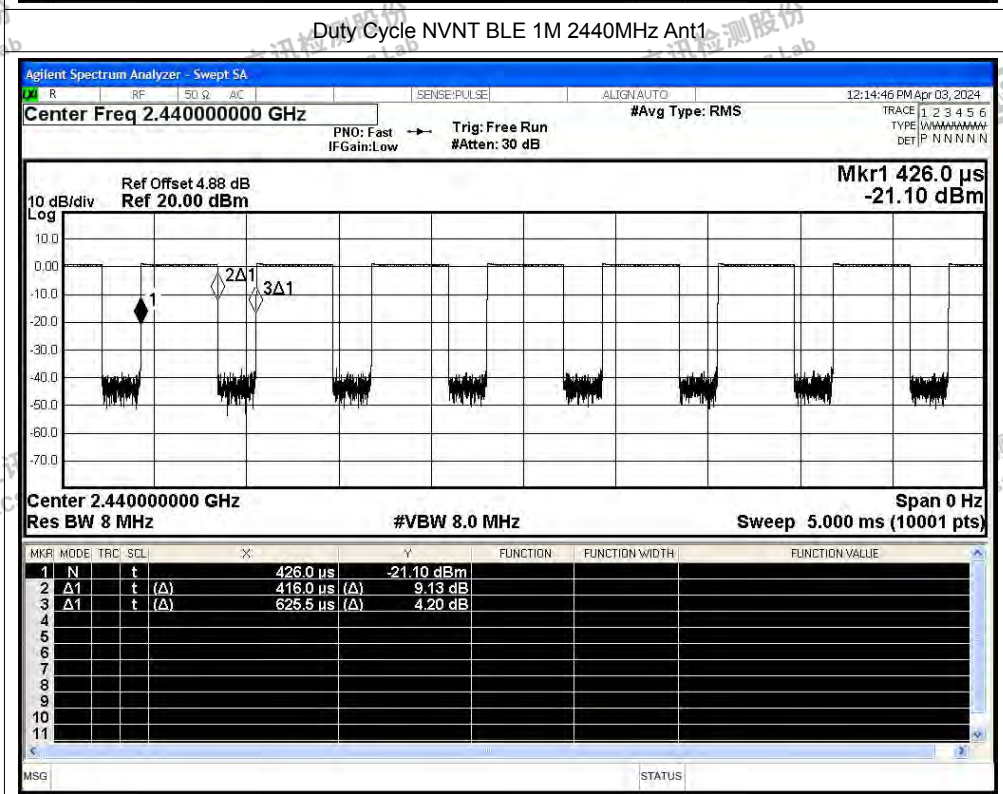 Duty Cycle NVNT BLE 1M 2440MHz Ant1
Agilent Spectrum Analyzer - Swept SA
R RF 50 Ω AC SENSE:PULSE ALIGN AUTO 12:14:46 PM Apr 03, 2024
Center Freq 2.440000000 GHz
PNO: Fast
IFGain:Low
Trig: Free Run
#Atten: 30 dB
#Avg Type: RMS
TRACE 1 2 3 4 5 6
TYPE WWWWWW
DET P N N N N N
Mkr1 426.0 µs
-21.10 dBm
Ref Offset 4.88 dB
10 dB/div Ref 20.00 dBm
Log
10.0
0.00
-10.0
-20.0
-30.0
-40.0
-50.0
-60.0
-70.0
1
2Δ1
3Δ1
Center 2.440000000 GHz Span 0 Hz
Res BW 8 MHz #VBW 8.0 MHz Sweep 5.000 ms (10001 pts)
MKR MODE TRC SCL X Y FUNCTION FUNCTION WIDTH FUNCTION VALUE
1 N t 426.0 µs -21.10 dBm
2 Δ1 t (Δ) 416.0 µs (Δ) 9.13 dB
3 Δ1 t (Δ) 625.5 µs (Δ) 4.20 dB
4
5
6
7
8
9
10
11
MSG STATUS